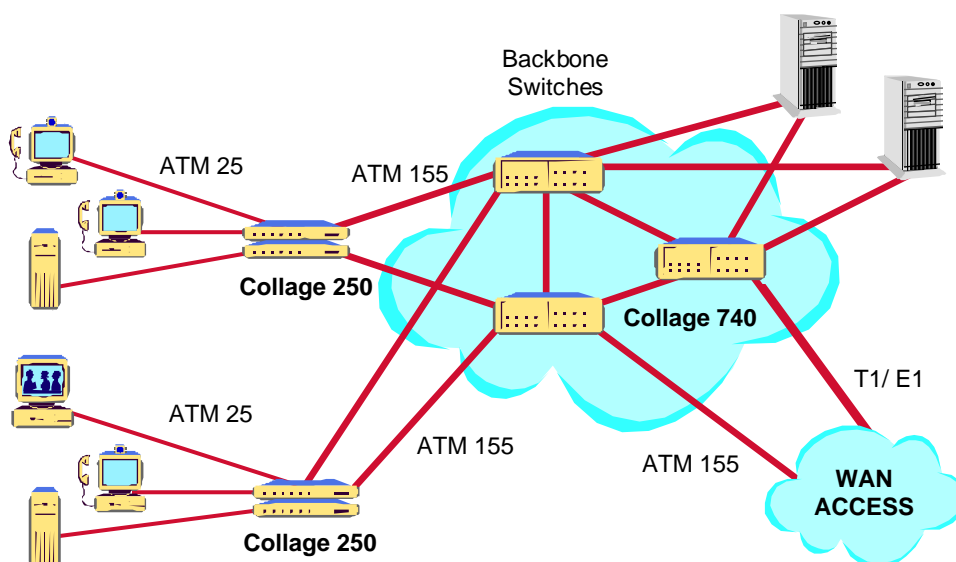 Backbone
Switches
ATM 25
ATM 155
Collage 250
Collage 740
T1/ E1
ATM 25
ATM 155
ATM 155
WAN
ACCESS
Collage 250